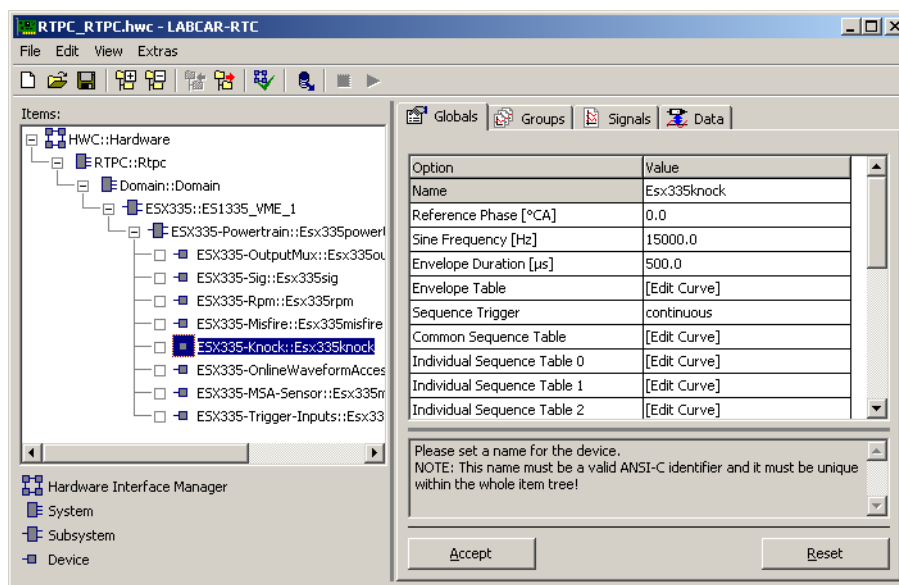 RTPC_RTPC.hwc - LABCAR-RTC
File Edit View Extras
Items:
HWC::Hardware
RTPC::Rtpc
Domain::Domain
ESX335::ES1335_VME_1
ESX335-Powertrain::Esx335power
ESX335-OutputMux::Esx335ou
ESX335-Sig::Esx335sig
ESX335-Rpm::Esx335rpm
ESX335-Misfire::Esx335misfire
ESX335-Knock::Esx335knock
ESX335-OnlineWaveformAcces
ESX335-MSA-Sensor::Esx335m
ESX335-Trigger-Inputs::Esx33
Hardware Interface Manager
System
Subsystem
Device
Globals Groups Signals Data
Option Value
Name Esx335knock
Reference Phase [°CA] 0.0
Sine Frequency [Hz] 15000.0
Envelope Duration [µs] 500.0
Envelope Table [Edit Curve]
Sequence Trigger continuous
Common Sequence Table [Edit Curve]
Individual Sequence Table 0 [Edit Curve]
Individual Sequence Table 1 [Edit Curve]
Individual Sequence Table 2 [Edit Curve]
Please set a name for the device.
NOTE: This name must be a valid ANSI-C identifier and it must be unique
within the whole item tree!
Accept Reset